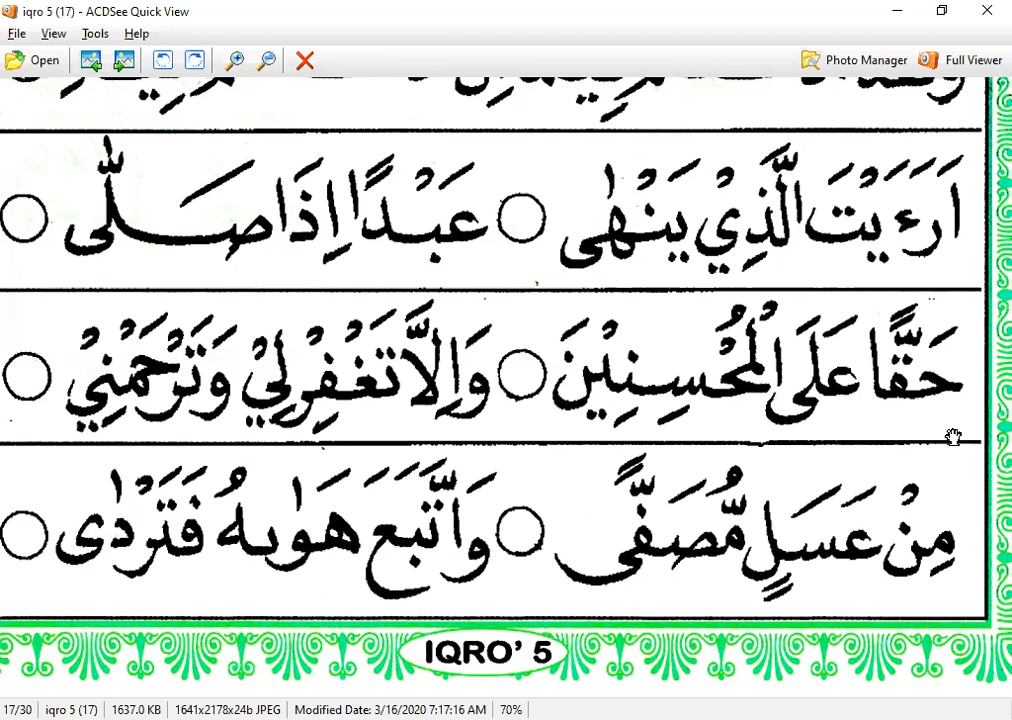 iqro 5 (17) - ACDSee Quick View
File View Tools Help
Open Photo Manager Full Viewer
اَرَءَيْتَ الَّذِيْ يَنْهٰى ○ عَبْدًا اِذَا صَلّٰى ○
حَقًّا عَلَى الْمُحْسِنِيْنَ ○ وَاِلَّا تَغْفِرْلِيْ وَتَرْحَمْنِيْ ○
مِنْ عَسَلٍ مُّصَفًّى ○ وَاتَّبَعَ هَوٰىهُ فَتَرْدٰى ○
IQRO' 5
17/30 iqro 5 (17) 1637.0 KB 1641x2178x24b JPEG Modified Date: 3/16/2020 7:17:16 AM 70%